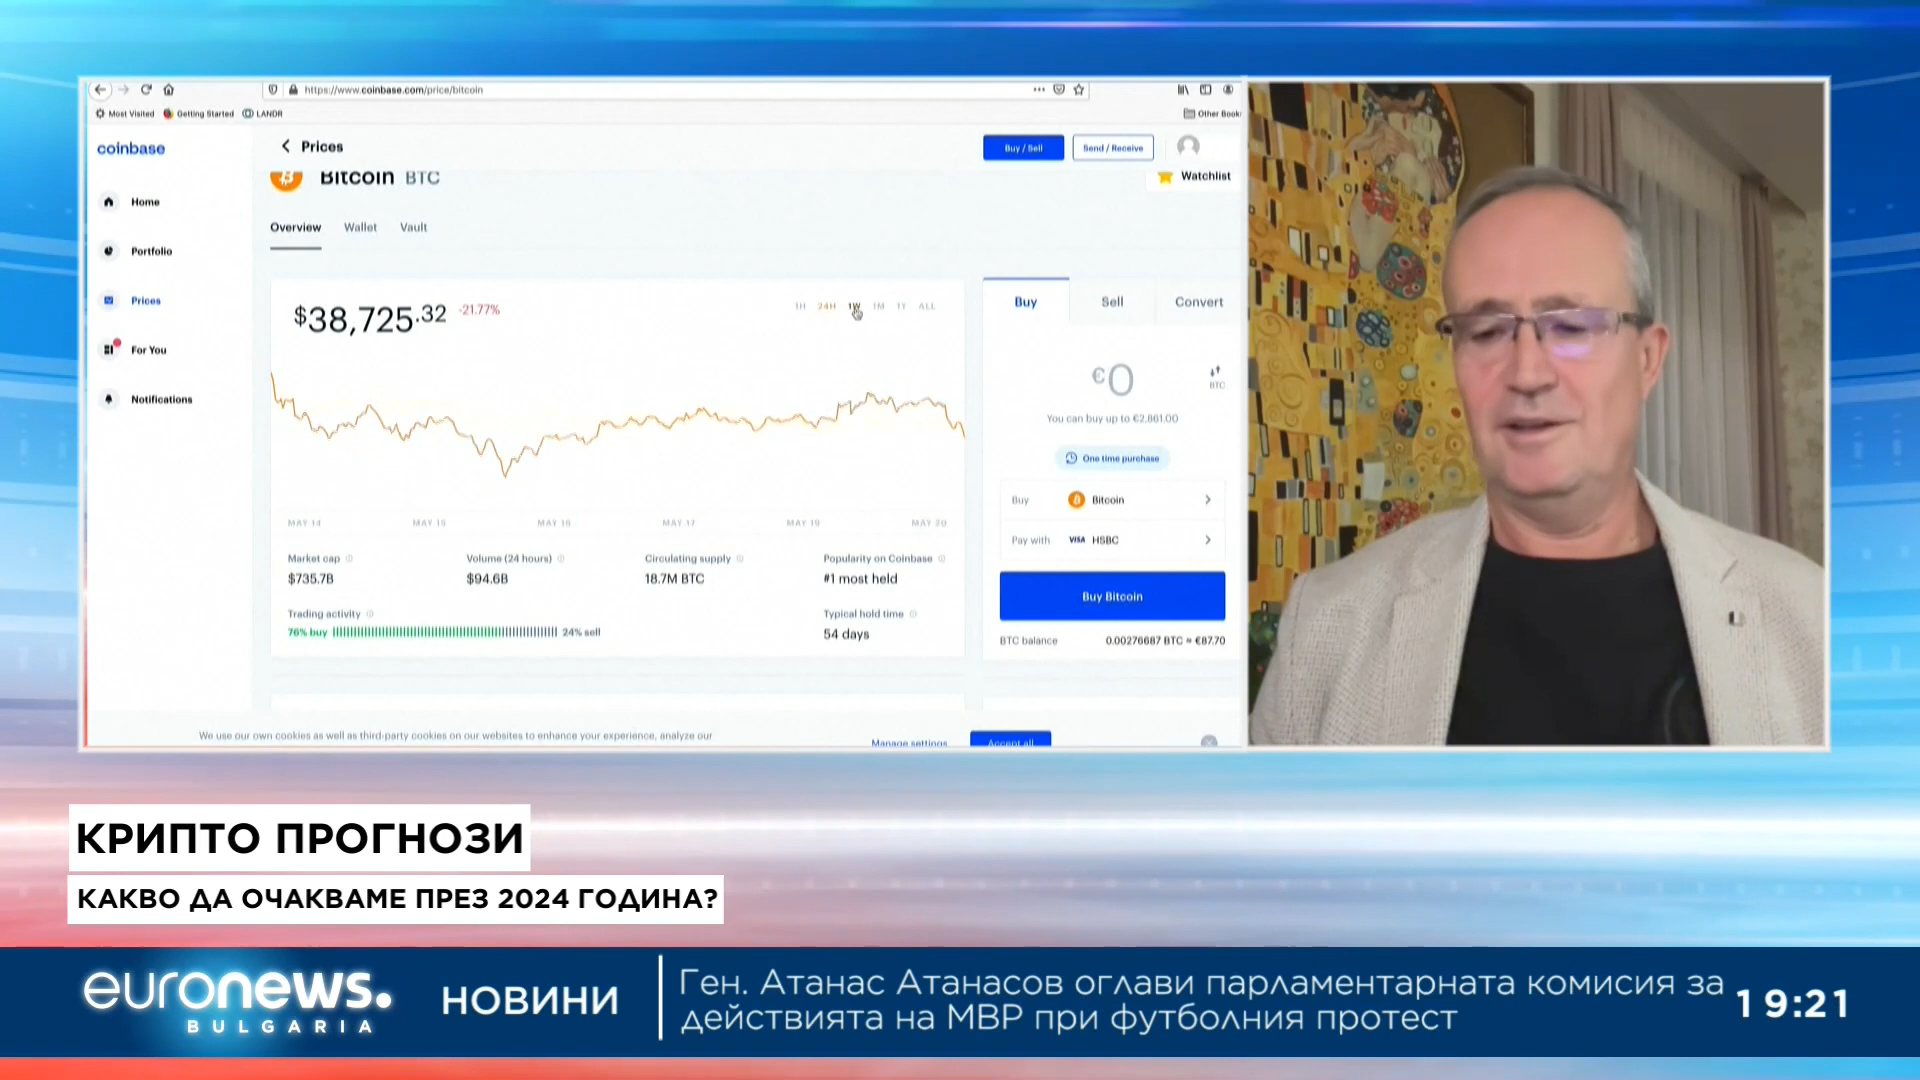 https://www.coinbase.com/price/bitcoin
Most Visited Getting Started LANDR
Other Book
coinbase
Prices
Buy / Sell
Send / Receive
Bitcoin BTC
Watchlist
Home
Portfolio
Prices
For You
Notifications
Overview Wallet Vault
$38,725.32 -21.77%
1H 24H 1W 1M 1Y ALL
MAY 14 MAY 15 MAY 16 MAY 17 MAY 19 MAY 20
Market cap
$735.7B
Volume (24 hours)
$94.6B
Circulating supply
18.7M BTC
Popularity on Coinbase
#1 most held
Trading activity
76% buy 24% sell
Typical hold time
54 days
Buy Sell Convert
€0
BTC
You can buy up to €2,861.00
One time purchase
Buy Bitcoin
Pay with VISA HSBC
Buy Bitcoin
BTC balance 0.00276687 BTC ≈ €87.70
We use our own cookies as well as third-party cookies on our websites to enhance your experience, analyze our
Manage settings
Accept all
КРИПТО ПРОГНОЗИ
КАКВО ДА ОЧАКВАМЕ ПРЕЗ 2024 ГОДИНА?
euronews.
BULGARIA
НОВИНИ
Ген. Атанас Атанасов оглави парламентарната комисия за
действията на МВР при футболния протест
19:21